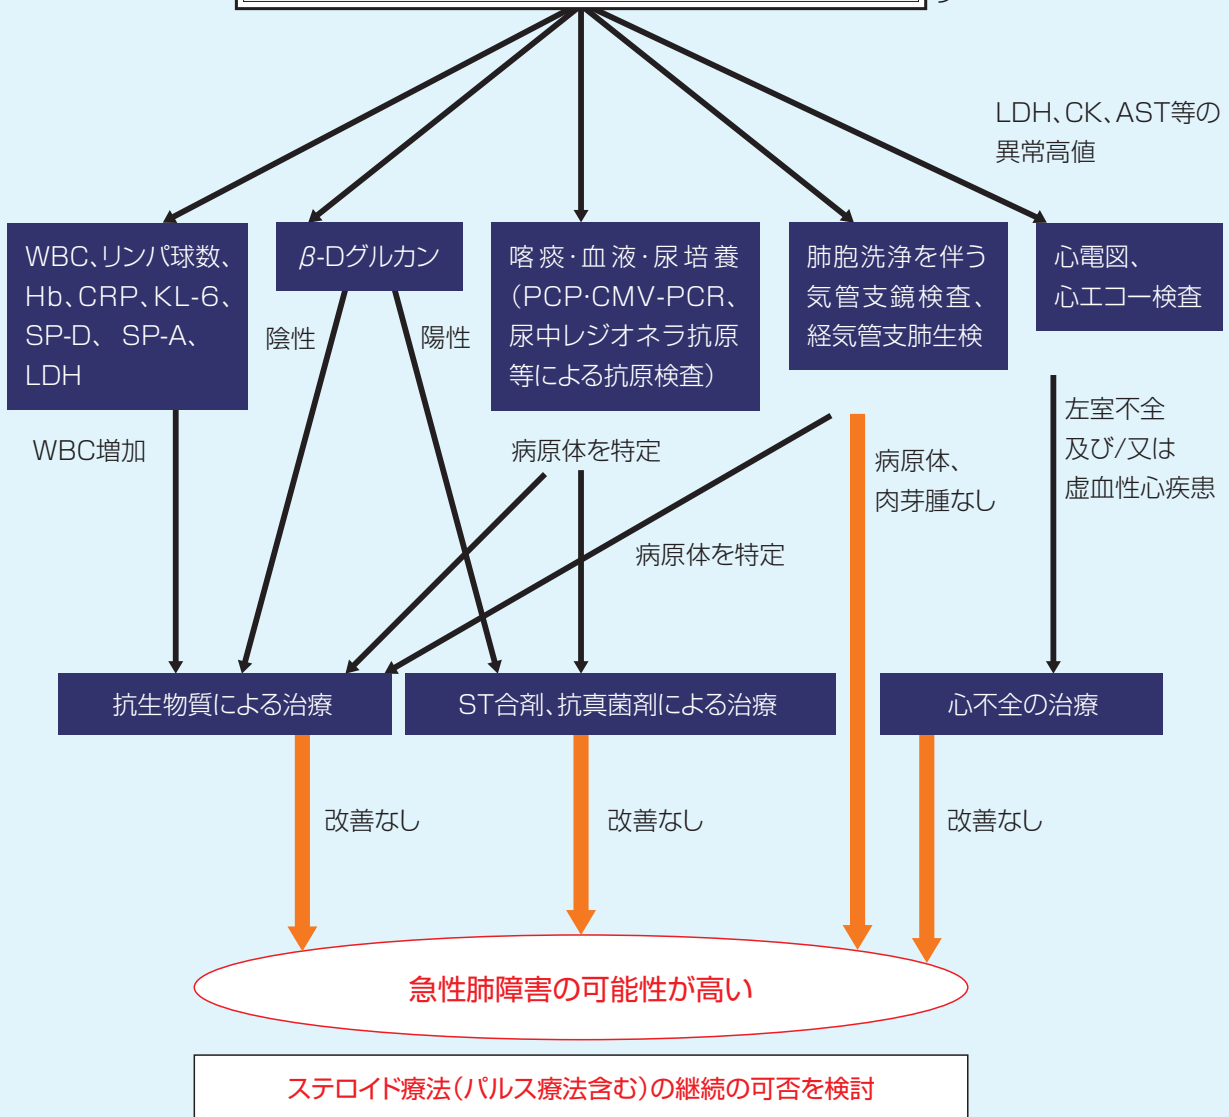 LDH、CK、AST等の
異常高値
WBC、リンパ球数、
Hb、CRP、KL-6、
SP-D、 SP-A、
LDH
β-Dグルカン
喀痰・血液・尿培養
（PCP・CMV-PCR、
尿中レジオネラ抗原
等による抗原検査）
肺胞洗浄を伴う
気管支鏡検査、
経気管支肺生検
心電図、
心エコー検査
陰性
陽性
WBC増加
病原体を特定
病原体、
肉芽腫なし
左室不全
及び/又は
虚血性心疾患
病原体を特定
抗生物質による治療
ST合剤、抗真菌剤による治療
心不全の治療
改善なし
改善なし
改善なし
急性肺障害の可能性が高い
ステロイド療法（パルス療法含む）の継続の可否を検討